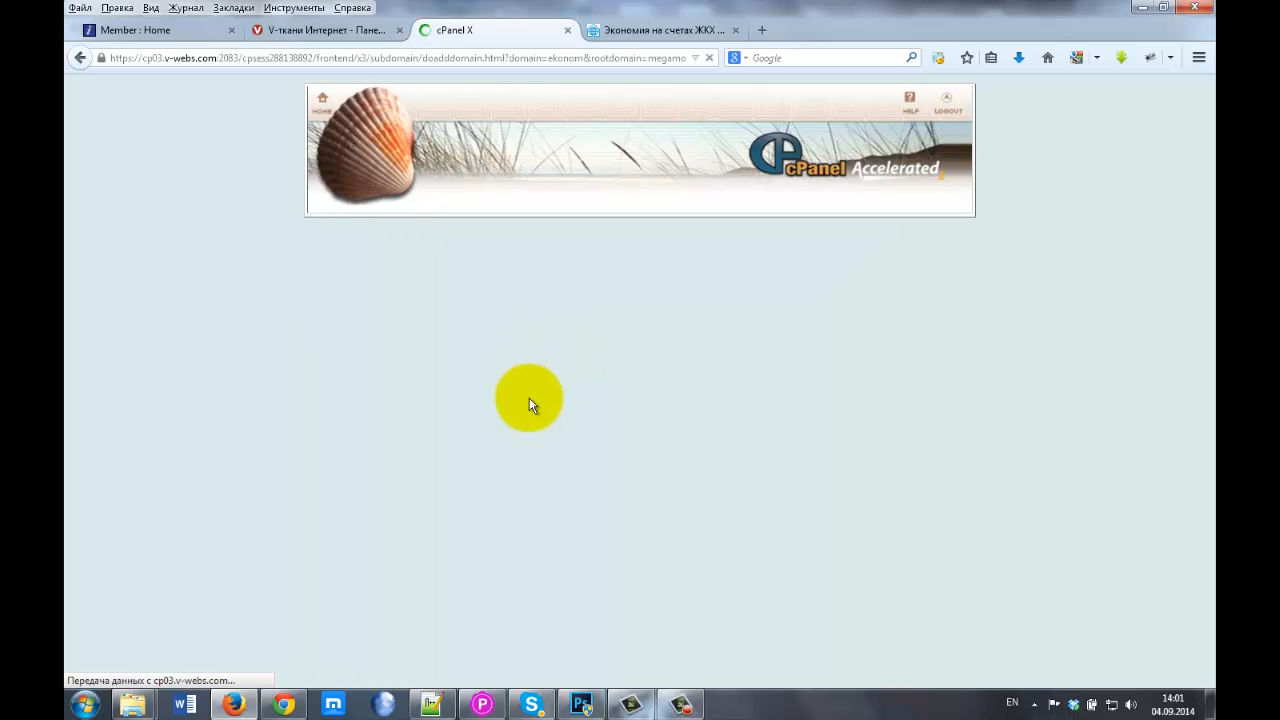 Файл Правка Вид Журнал Закладки Инструменты Справка
Member : Home
V-ткани Интернет - Пане...
cPanel X
Экономия на счетах ЖКХ ...
https://cp03.v-webs.com:2083/cpsess288138892/frontend/x3/subdomain/doadddomain.html?domain=ekonom&rootdomain=megamo
Google
HOME
HELP
LOGOUT
cPanel Accelerated2
Передача данных с cp03.v-webs.com...
EN
14:01
04.09.2014